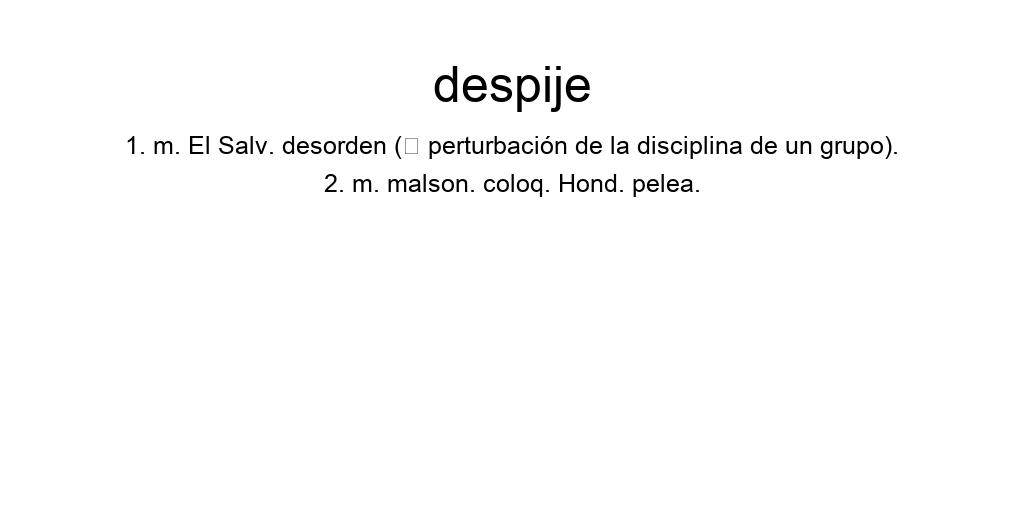 despije
1. m. El Salv. desorden (□ perturbación de la disciplina de un grupo).
2. m. malson. coloq. Hond. pelea.